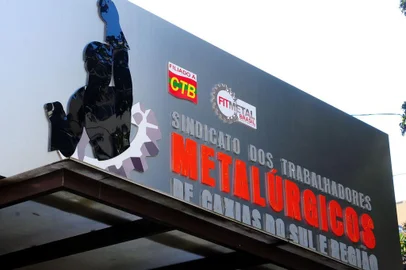 FILIADO À
CTB
FITMETAL
BRASIL
SINDICATO DOS TRABALHADORES
METALÚRGICOS
DE CAXIAS DO SUL E REGIÃO